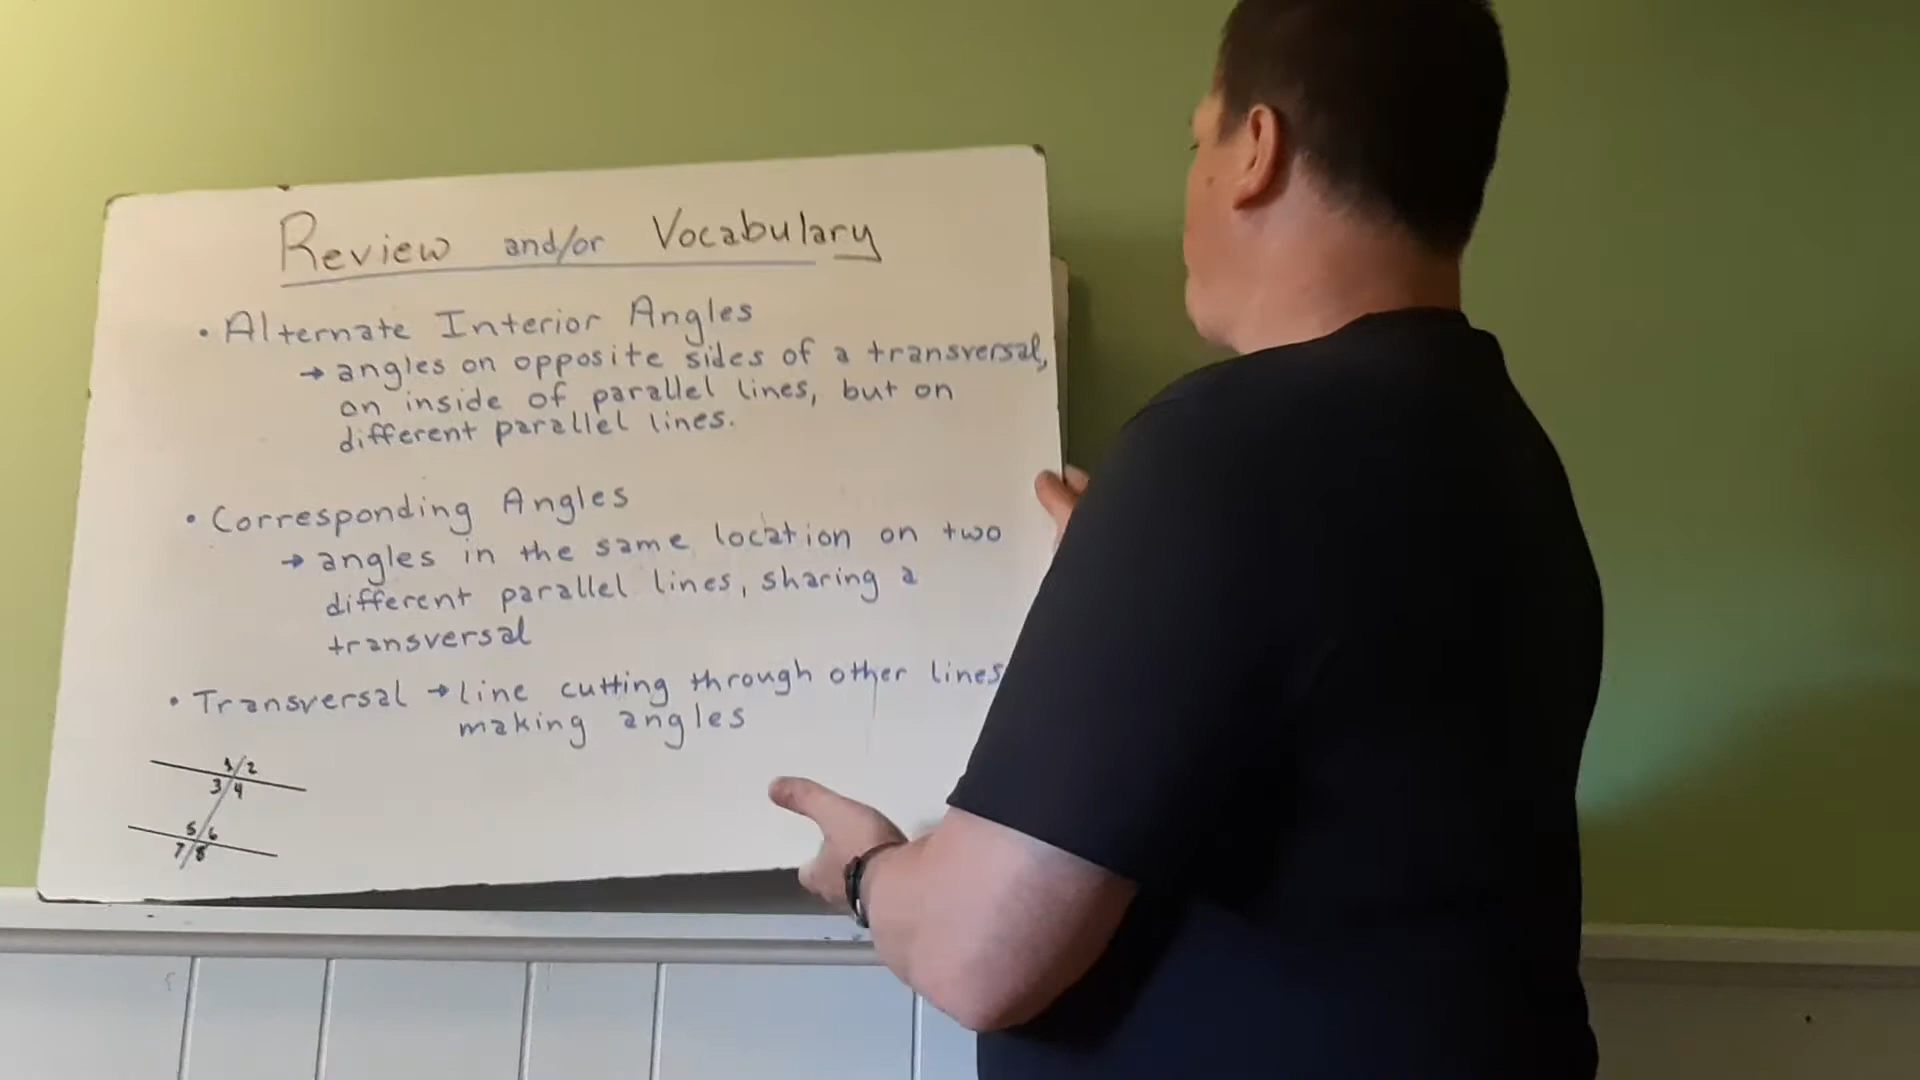 Review and/or Vocabulary
• Alternate Interior Angles
→ angles on opposite sides of a transversal,
on inside of parallel lines, but on
different parallel lines.
• Corresponding Angles
→ angles in the same location on two
different parallel lines, sharing a
transversal
• Transversal → line cutting through other lines
making angles
1 2
3 4
5 6
7 8